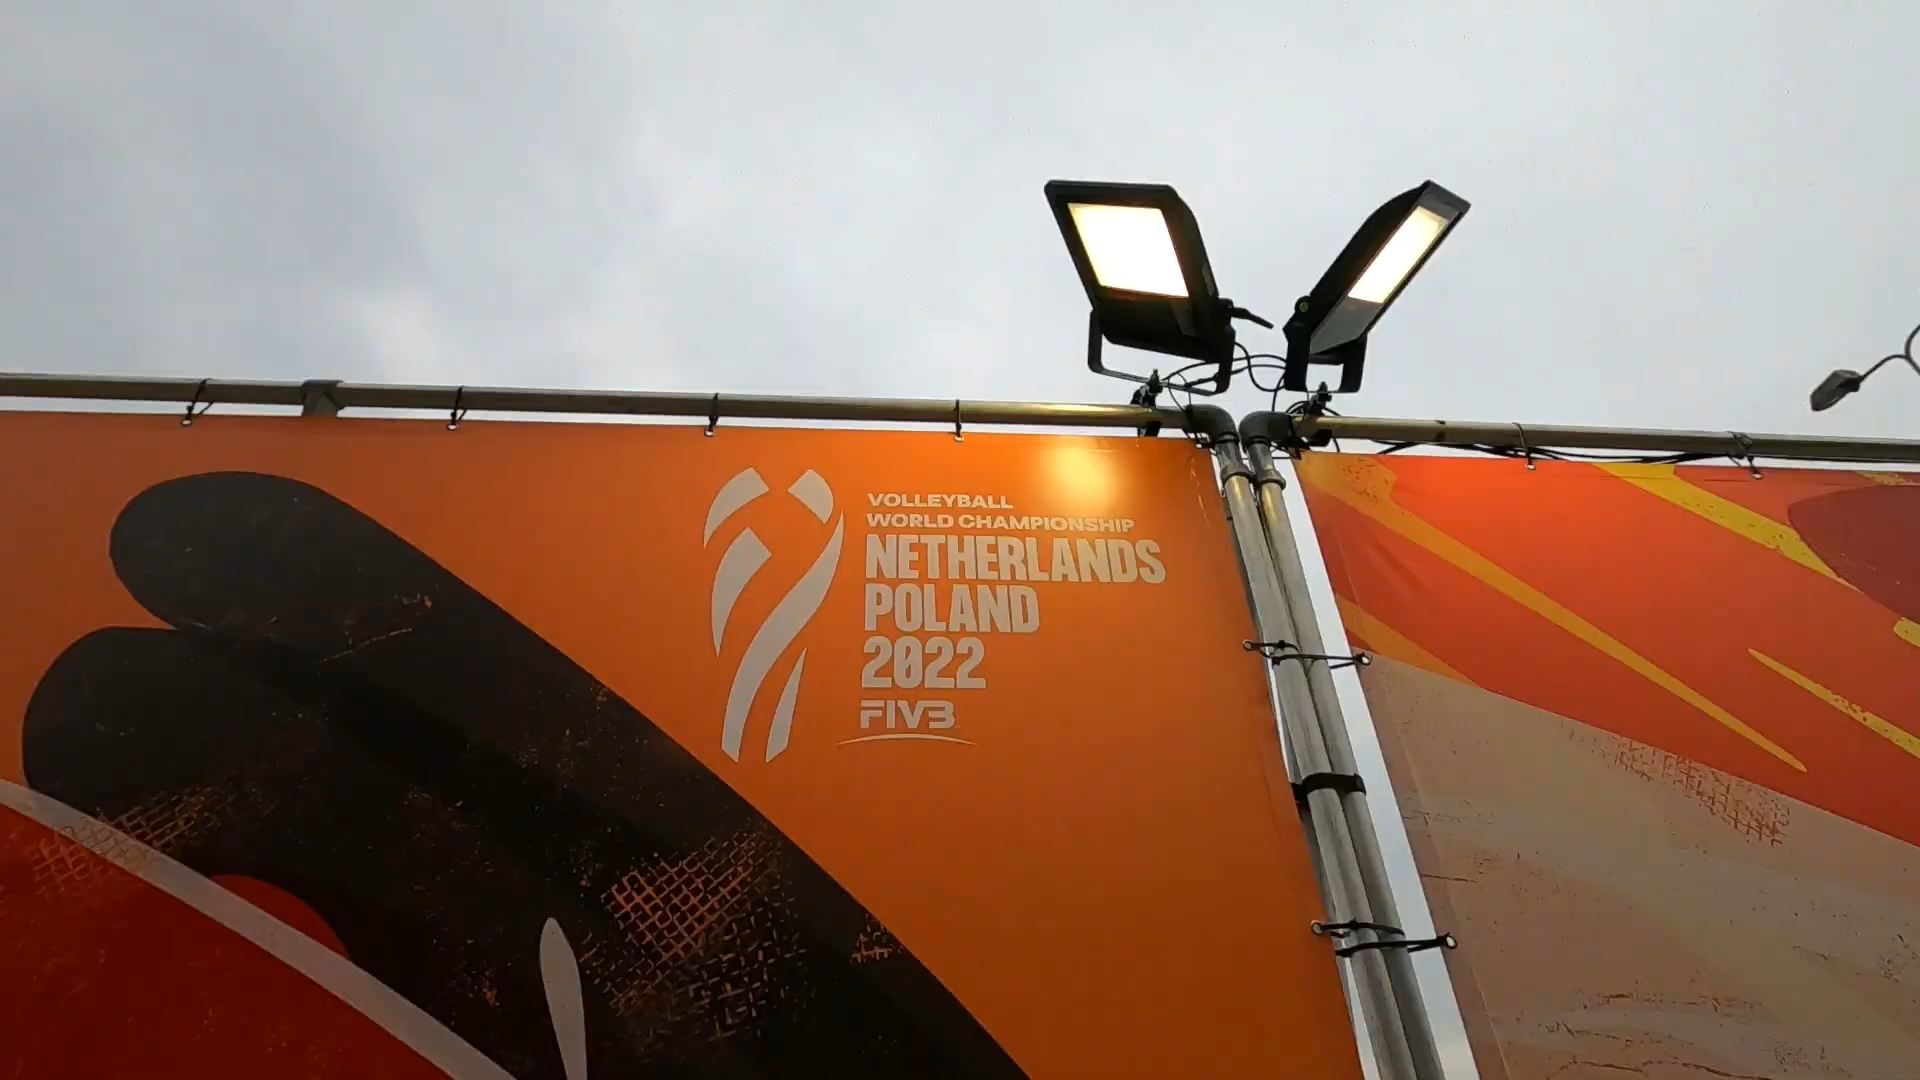 VOLLEYBALL
WORLD CHAMPIONSHIP
NETHERLANDS
POLAND
2022
FIVB